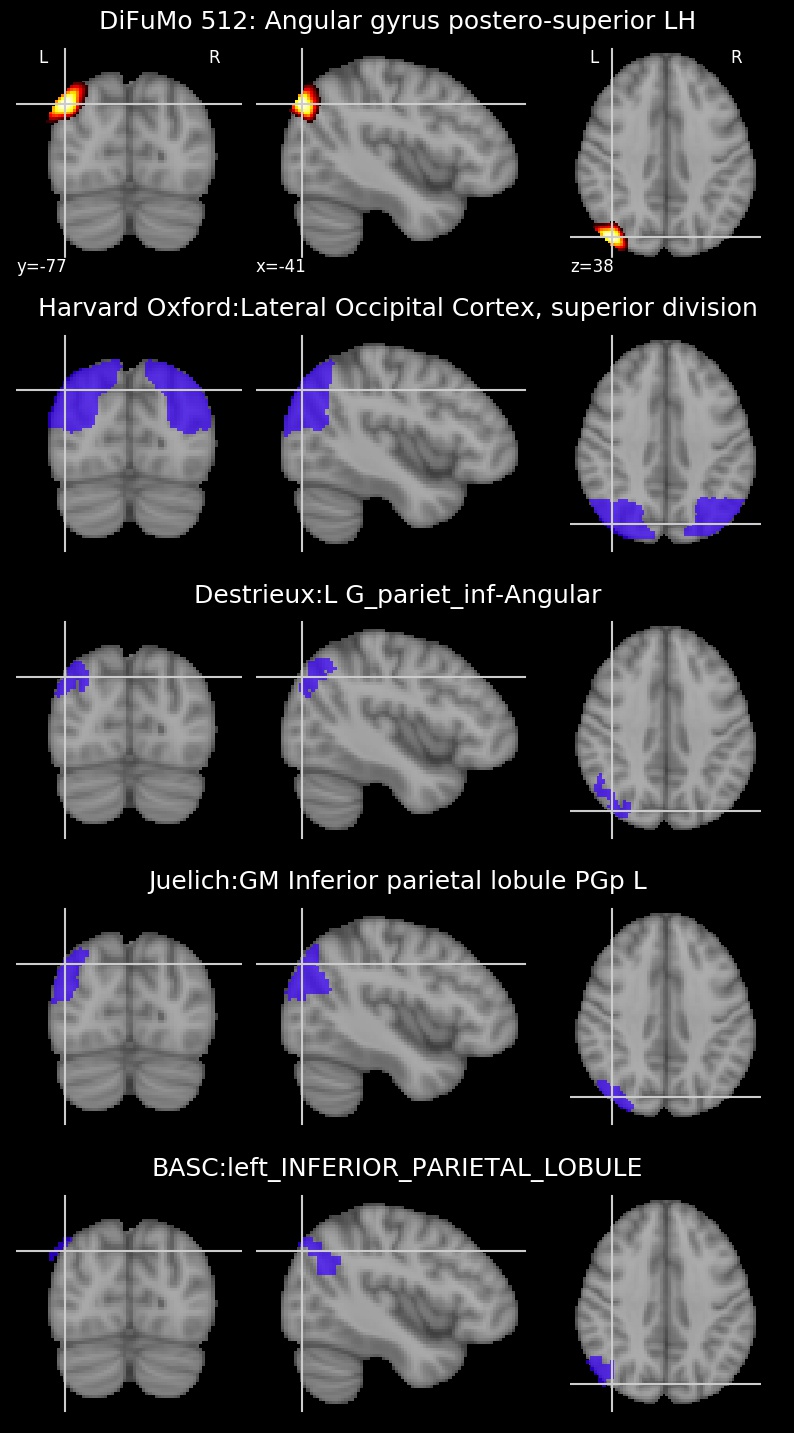 DiFuMo 512: Angular gyrus postero-superior LH
L R L R
y=-77 x=-41 z=38
Harvard Oxford:Lateral Occipital Cortex, superior division
Destrieux:L G_pariet_inf-Angular
Juelich:GM Inferior parietal lobule PGp L
BASC:left_INFERIOR_PARIETAL_LOBULE